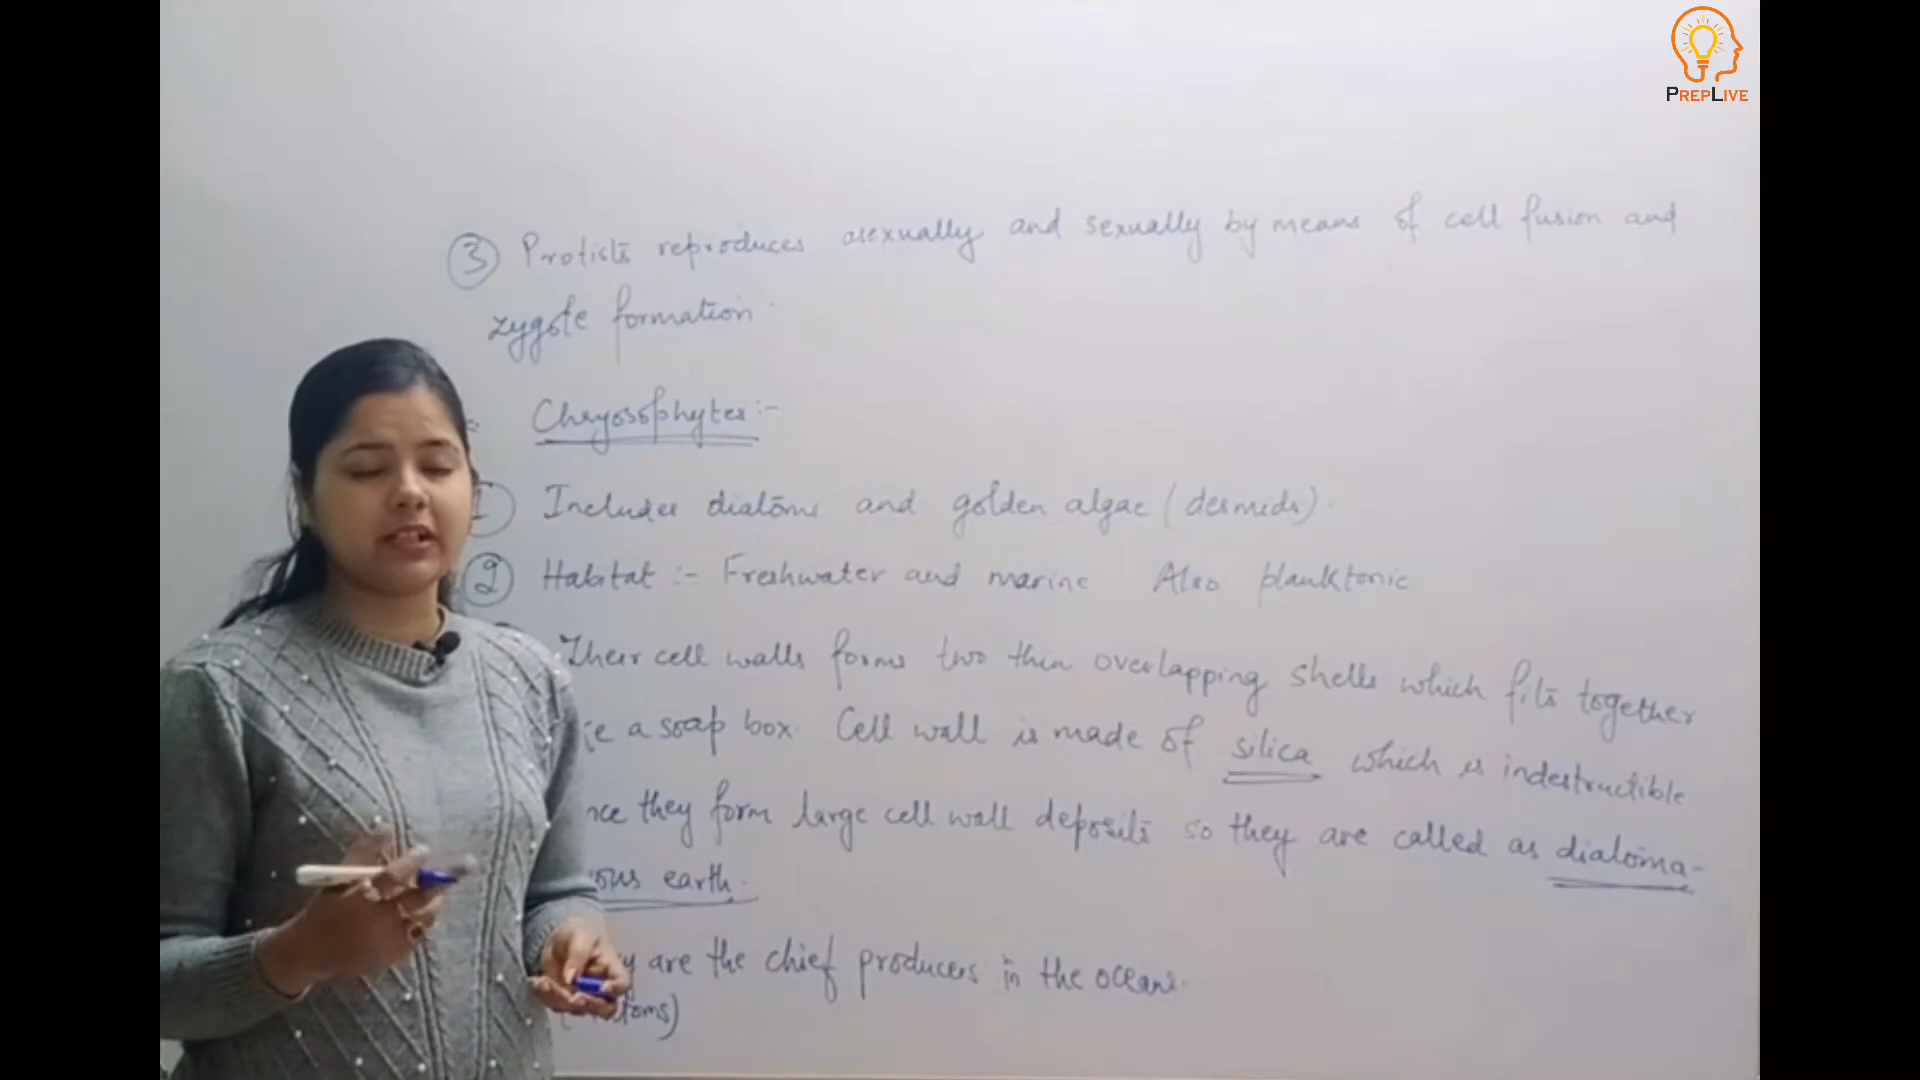 PREPLIVE
③ Protists reproduces asexually and sexually by means of cell fusion and
zygote formation.
Chrysophytes :-
① Includes diatoms and golden algae (desmids).
② Habitat :- Freshwater and marine Also planktonic
Their cell walls forms two thin overlapping shells which fits together
a soap box. Cell wall is made of silica which is indestructible
they form large cell wall deposits so they are called as diatoma-
earth.
are the chief producers in the oceans.